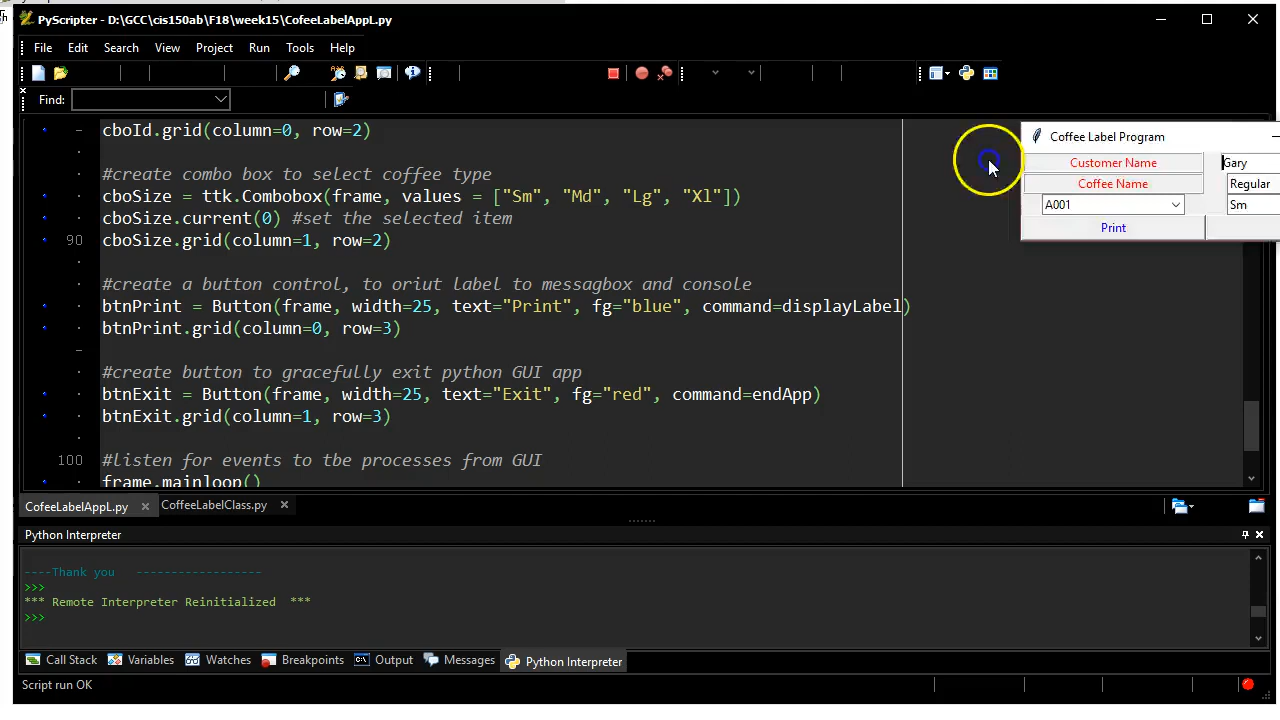 PyScripter - D:\GCC\cis150ab\F18\week15\CofeeLabelAppL.py
File Edit Search View Project Run Tools Help
Find:
cboId.grid(column=0, row=2)
#create combo box to select coffee type
cboSize = ttk.ComboBox(frame, values = ["Sm", "Md", "Lg", "Xl"])
cboSize.current(0) #set the selected item
90 cboSize.grid(column=1, row=2)
#create a button control, to oriut label to messagbox and console
btnPrint = Button(frame, width=25, text="Print", fg="blue", command=displayLabel)
btnPrint.grid(column=0, row=3)
#create button to gracefully exit python GUI app
btnExit = Button(frame, width=25, text="Exit", fg="red", command=endApp)
btnExit.grid(column=1, row=3)
100 #listen for events to tbe processes from GUI
frame.mainloop()
Coffee Label Program
Customer Name Gary
Coffee Name Regular
A001 Sm
Print
CofeeLabelAppL.py CoffeeLabelClass.py
Python Interpreter
----Thank you ------------------
>>>
*** Remote Interpreter Reinitialized ***
>>>
Call Stack Variables Watches Breakpoints Output Messages Python Interpreter
Script run OK